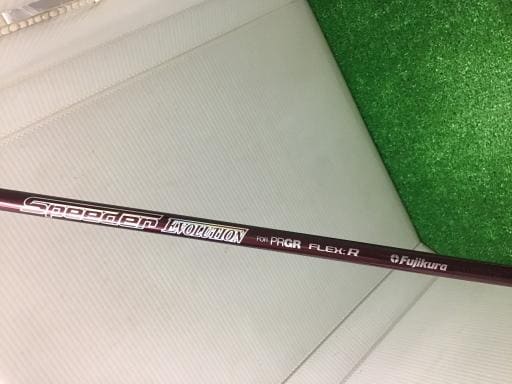 Speeder EVOLUTION FOR PRGR FLEX:R Fujikura